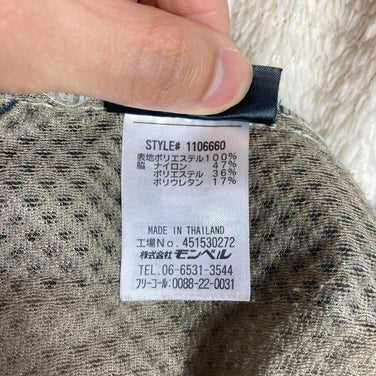 STYLE# 1106660
表地ポリエステル100%
脇 ナイロン 47%
ポリエステル 36%
ポリウレタン 17%
MADE IN THAILAND
工場No. 451530272
株式会社モンベル
TEL. 06-6531-3544
フリーコール: 0088-22-0031